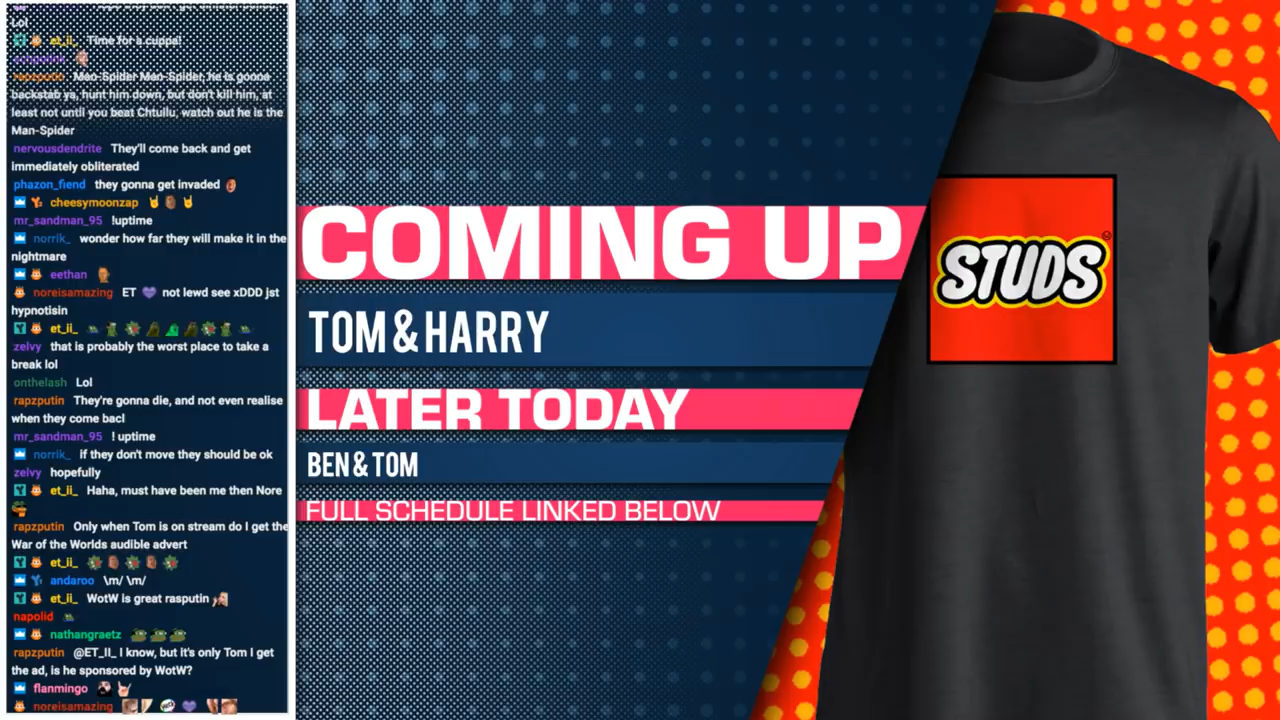 Lol
et_ii_ Time for a cuppa!
rapzputin Man-Spider Man-Spider, he is gonna
backstab ya, hunt him down, but don't kill him, at
least not until you beat Chtuilu, watch out he is the
Man-Spider
nervousdendrite They'll come back and get
immediately obliterated
phazon_fiend they gonna get invaded
cheesymoonzap
mr_sandman_95 !uptime
norrik_ wonder how far they will make it in the
nightmare
eethan
noreisamazing ET not lewd see xDDD jst
hypnotisin
et_ii_
zelvy that is probably the worst place to take a
break lol
onthelash Lol
rapzputin They're gonna die, and not even realise
when they come bacl
mr_sandman_95 ! uptime
norrik_ if they don't move they should be ok
zelvy hopefully
et_ii_ Haha, must have been me then Nore
rapzputin Only when Tom is on stream do I get the
War of the Worlds audible advert
et_ii_
andaroo \m/ \m/
et_ii_ WotW is great rasputin
napolid
nathangraetz
rapzputin @ET_II_ I know, but it's only Tom I get
the ad, is he sponsored by WotW?
flanmingo
noreisamazing
COMING UP
TOM & HARRY
LATER TODAY
BEN & TOM
FULL SCHEDULE LINKED BELOW
STUDS